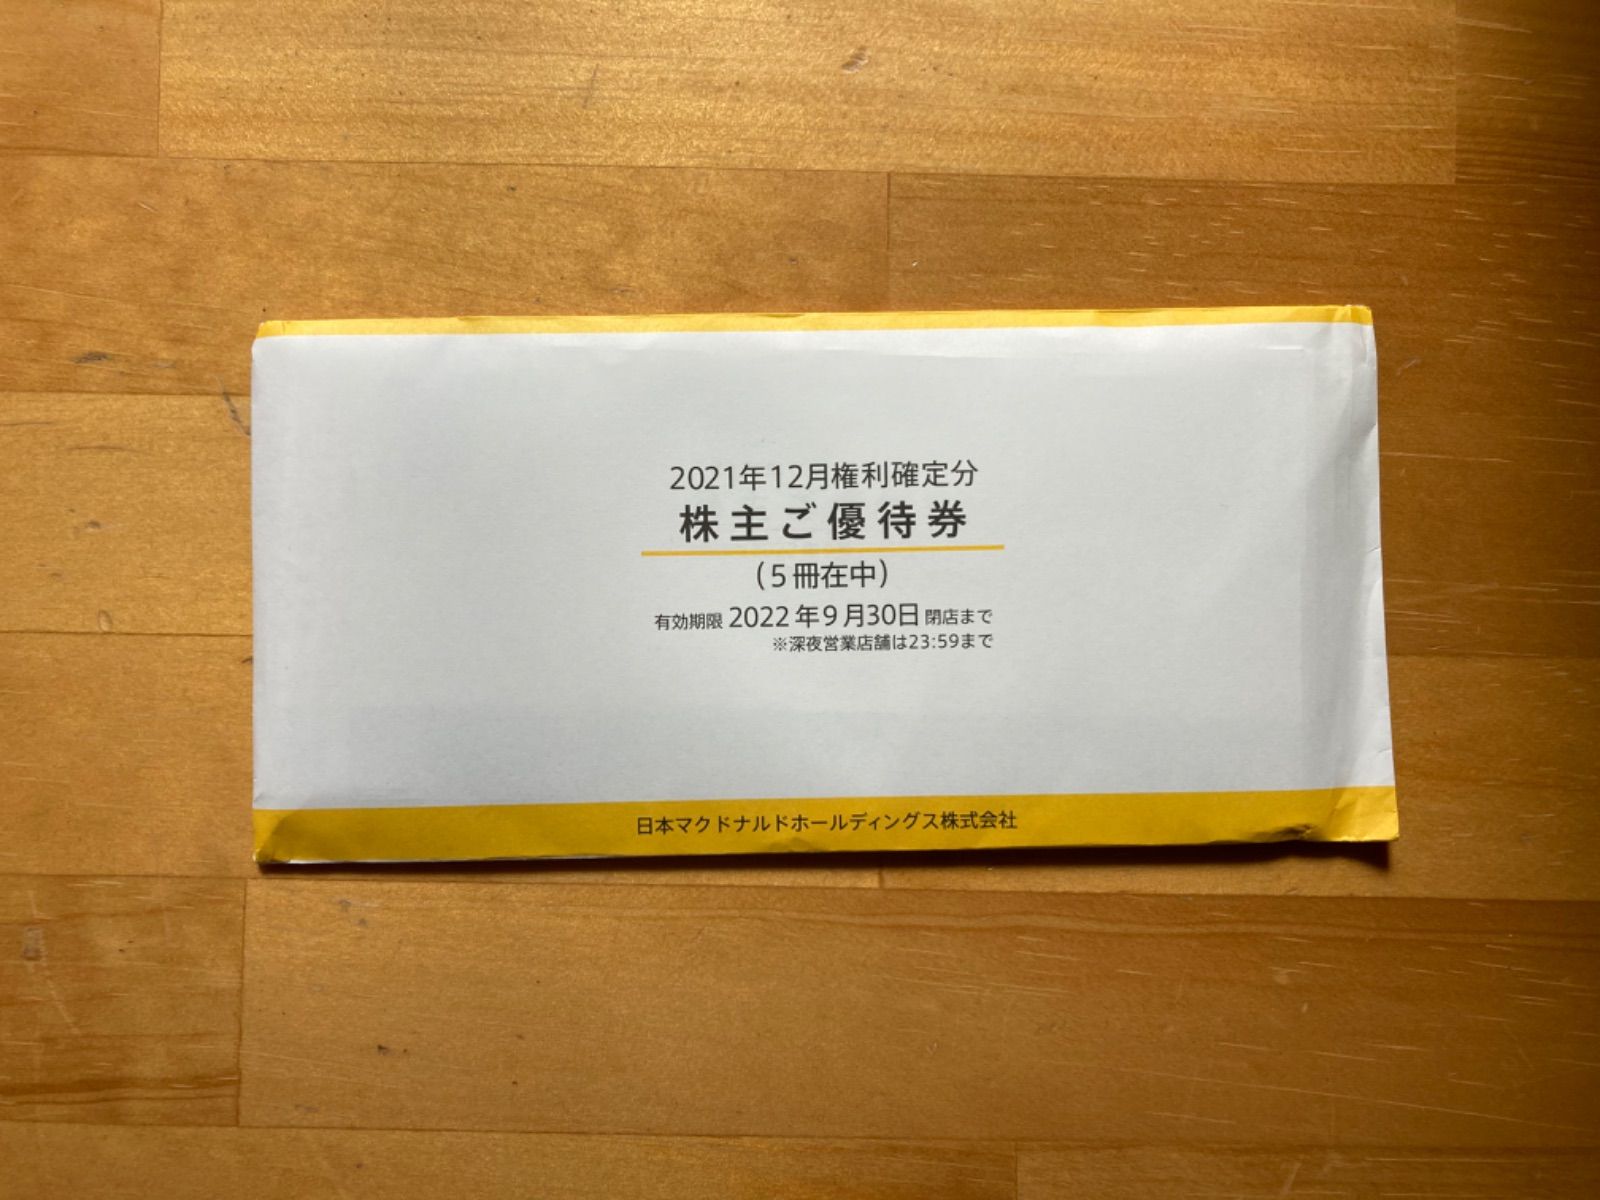 2021年12月権利確定分
株主ご優待券
(5冊在中)
有効期限 2022年9月30日 閉店まで
※深夜営業店舗は23:59まで
日本マクドナルドホールディングス株式会社